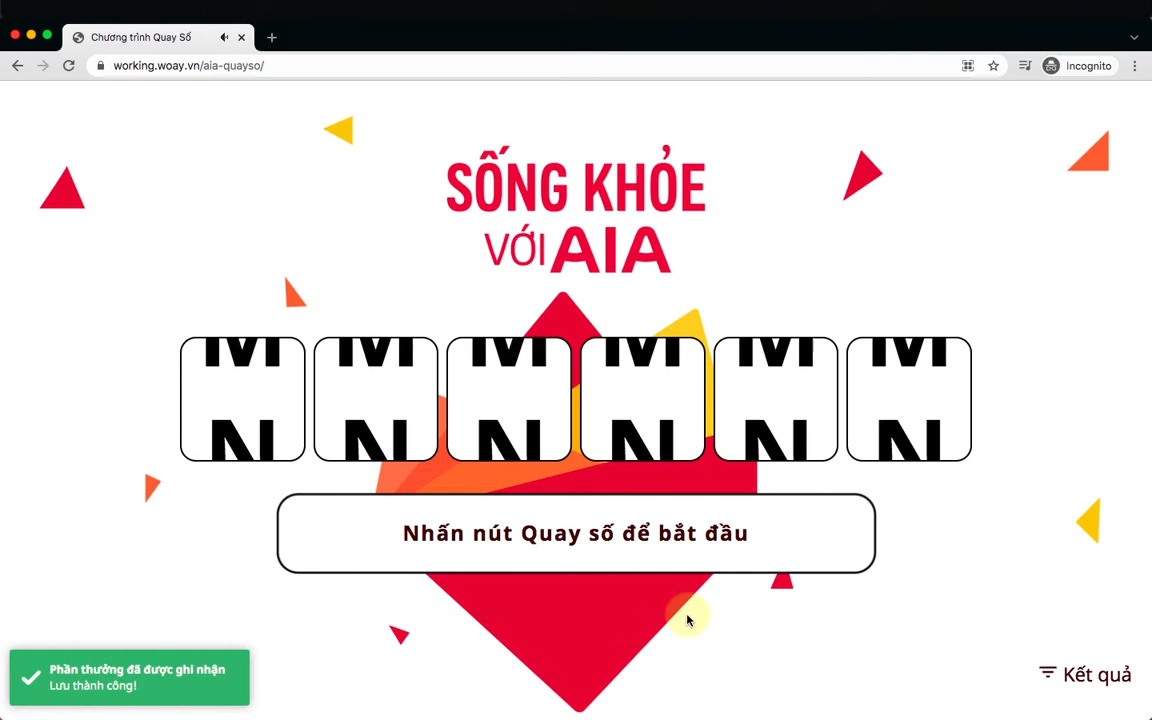 Chương trình Quay Số
working.woay.vn/aia-quayso/
Incognito
SỐNG KHỎE
VỚI AIA
M M M M M M
N N N N N N
Nhấn nút Quay số để bắt đầu
Phần thưởng đã được ghi nhận
Lưu thành công!
Kết quả